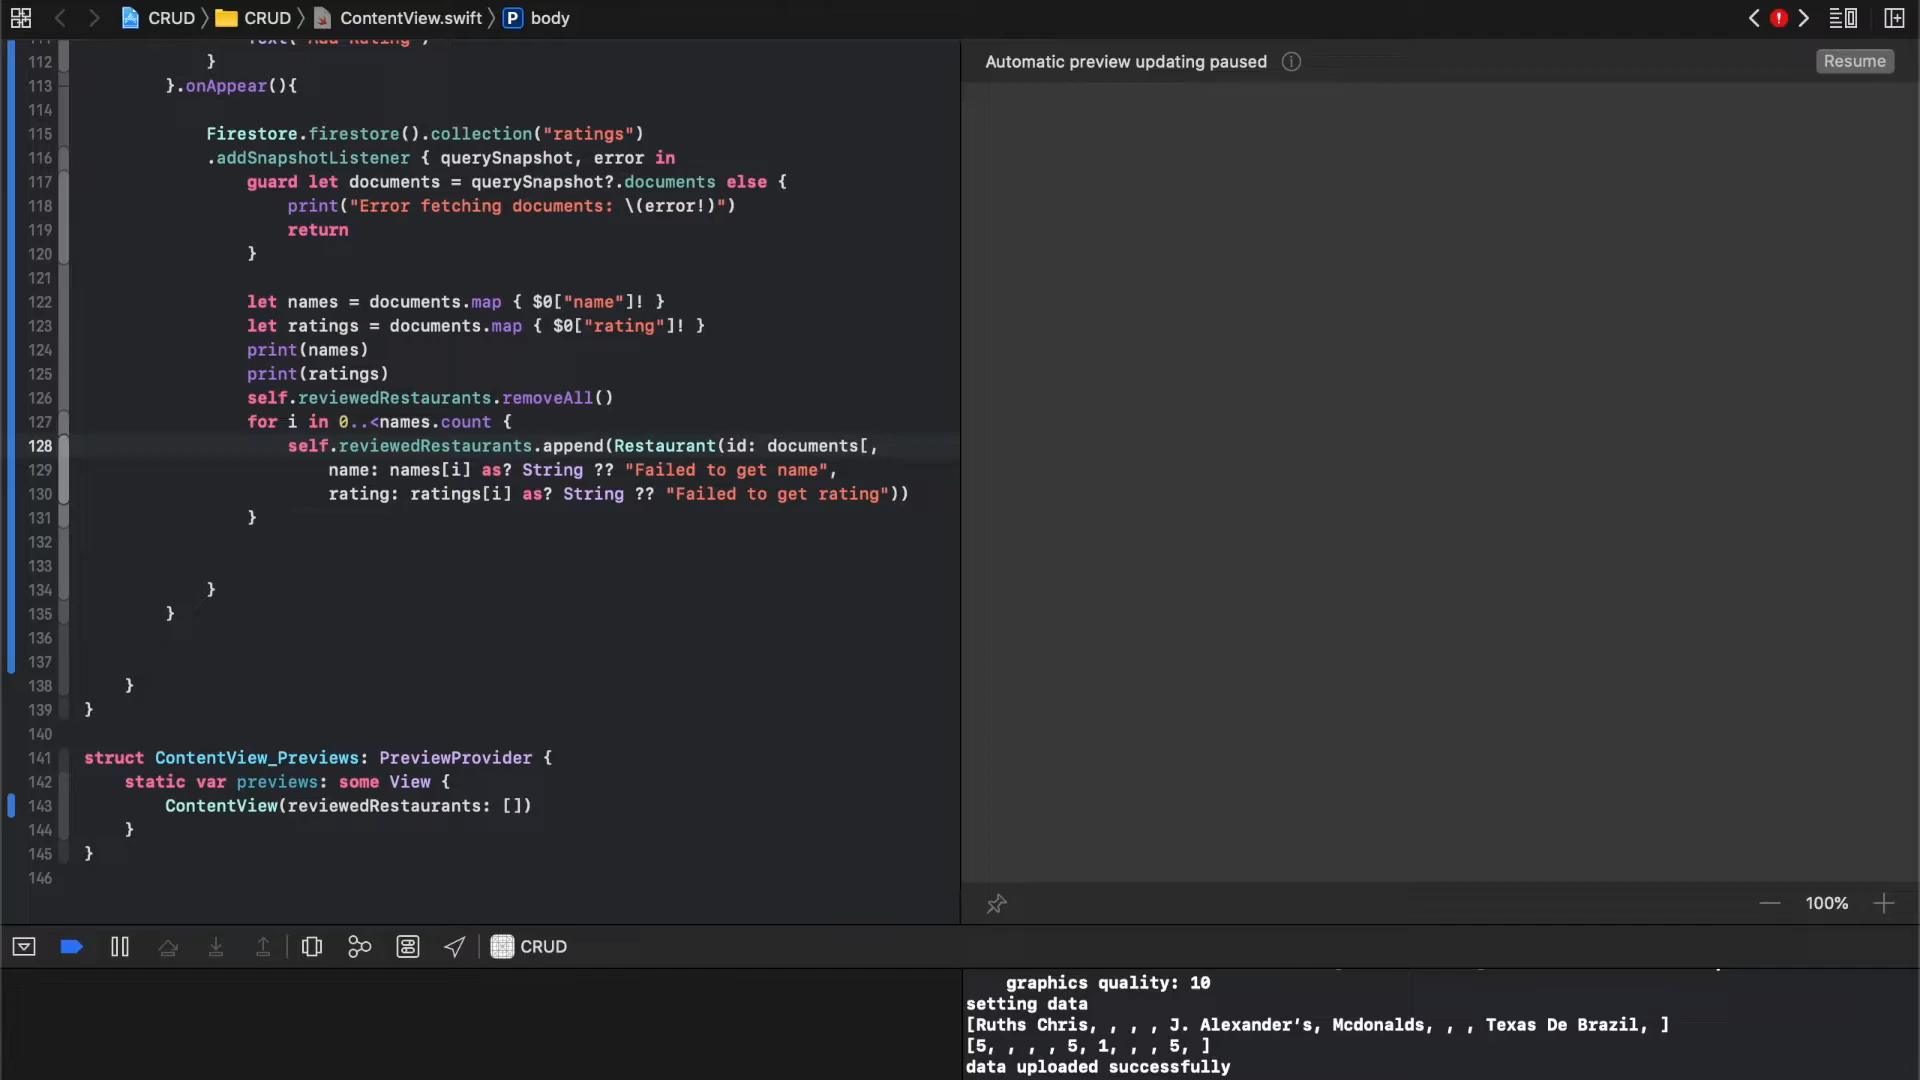 CRUD CRUD ContentView.swift P body
Automatic preview updating paused
Resume
111 Text("Add Rating")
112 }
113 }.onAppear(){
114
115 Firestore.firestore().collection("ratings")
116 .addSnapshotListener { querySnapshot, error in
117 guard let documents = querySnapshot?.documents else {
118 print("Error fetching documents: \(error!)")
119 return
120 }
121
122 let names = documents.map { $0["name"]! }
123 let ratings = documents.map { $0["rating"]! }
124 print(names)
125 print(ratings)
126 self.reviewedRestaurants.removeAll()
127 for i in 0..<names.count {
128 self.reviewedRestaurants.append(Restaurant(id: documents[,
129 name: names[i] as? String ?? "Failed to get name",
130 rating: ratings[i] as? String ?? "Failed to get rating"))
131 }
132
133
134 }
135 }
136
137
138 }
139 }
140
141 struct ContentView_Previews: PreviewProvider {
142 static var previews: some View {
143 ContentView(reviewedRestaurants: [])
144 }
145 }
146
100%
CRUD
graphics quality: 10
setting data
[Ruths Chris, , , , J. Alexander’s, Mcdonalds, , , Texas De Brazil, ]
[5, , , , 5, 1, , , 5, ]
data uploaded successfully